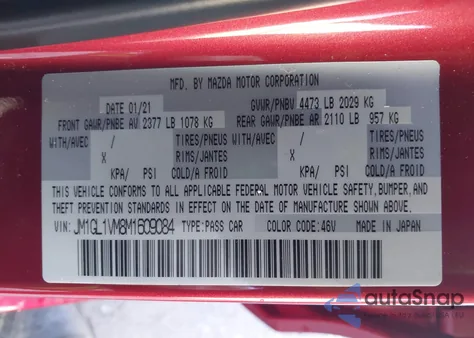 MFD. BY MAZDA MOTOR CORPORATION
DATE 01/21 GVWR/PNBV 4473 LB 2029 KG
FRONT GAWR/PNBE AV 2377 LB 1078 KG REAR GAWR/PNBE AR 2110 LB 957 KG
WITH/AVEC / TIRES/PNEUS WITH/AVEC / TIRES/PNEUS
X RIMS/JANTES X RIMS/JANTES
KPA/ PSI COLD/A FROID KPA/ PSI COLD/A FROID
THIS VEHICLE CONFORMS TO ALL APPLICABLE FEDERAL MOTOR VEHICLE SAFETY, BUMPER, AND
THEFT PREVENTION STANDARDS IN EFFECT ON THE DATE OF MANUFACTURE SHOWN ABOVE.
VIN: JM1GL1VM8M1609084 TYPE: PASS CAR COLOR CODE: 46V MADE IN JAPAN
autoSnap